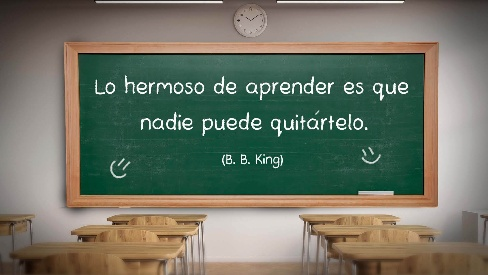 Lo hermoso de aprender es que
nadie puede quitártelo.
(B. B. King)